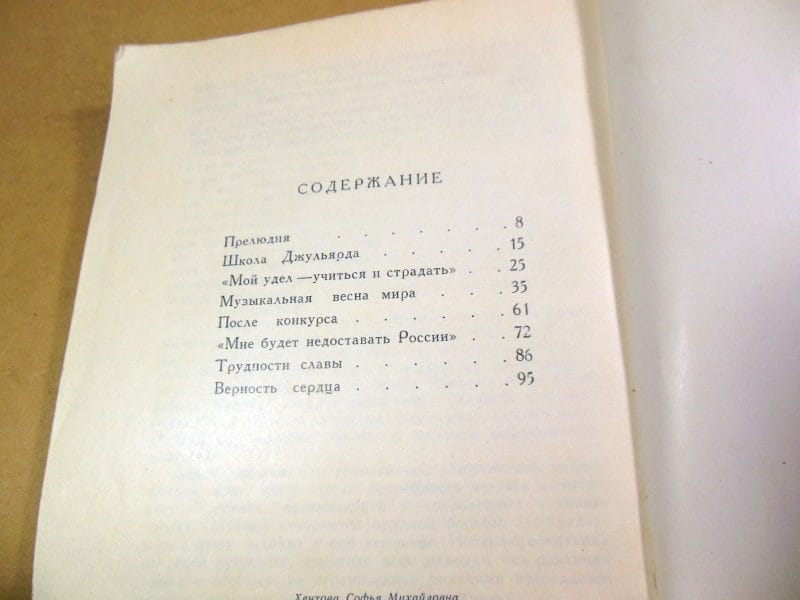 СОДЕРЖАНИЕ
Прелюдия . . . . . . . 8
Школа Джульярда . . . . . 15
«Мой удел —учиться и страдать» . . 25
Музыкальная весна мира . . . 35
После конкурса . . . . . . 61
«Мне будет недоставать России» . . 72
Трудности славы . . . . . . 86
Верность сердца . . . . . . 95
Хентова Софья Михайловна